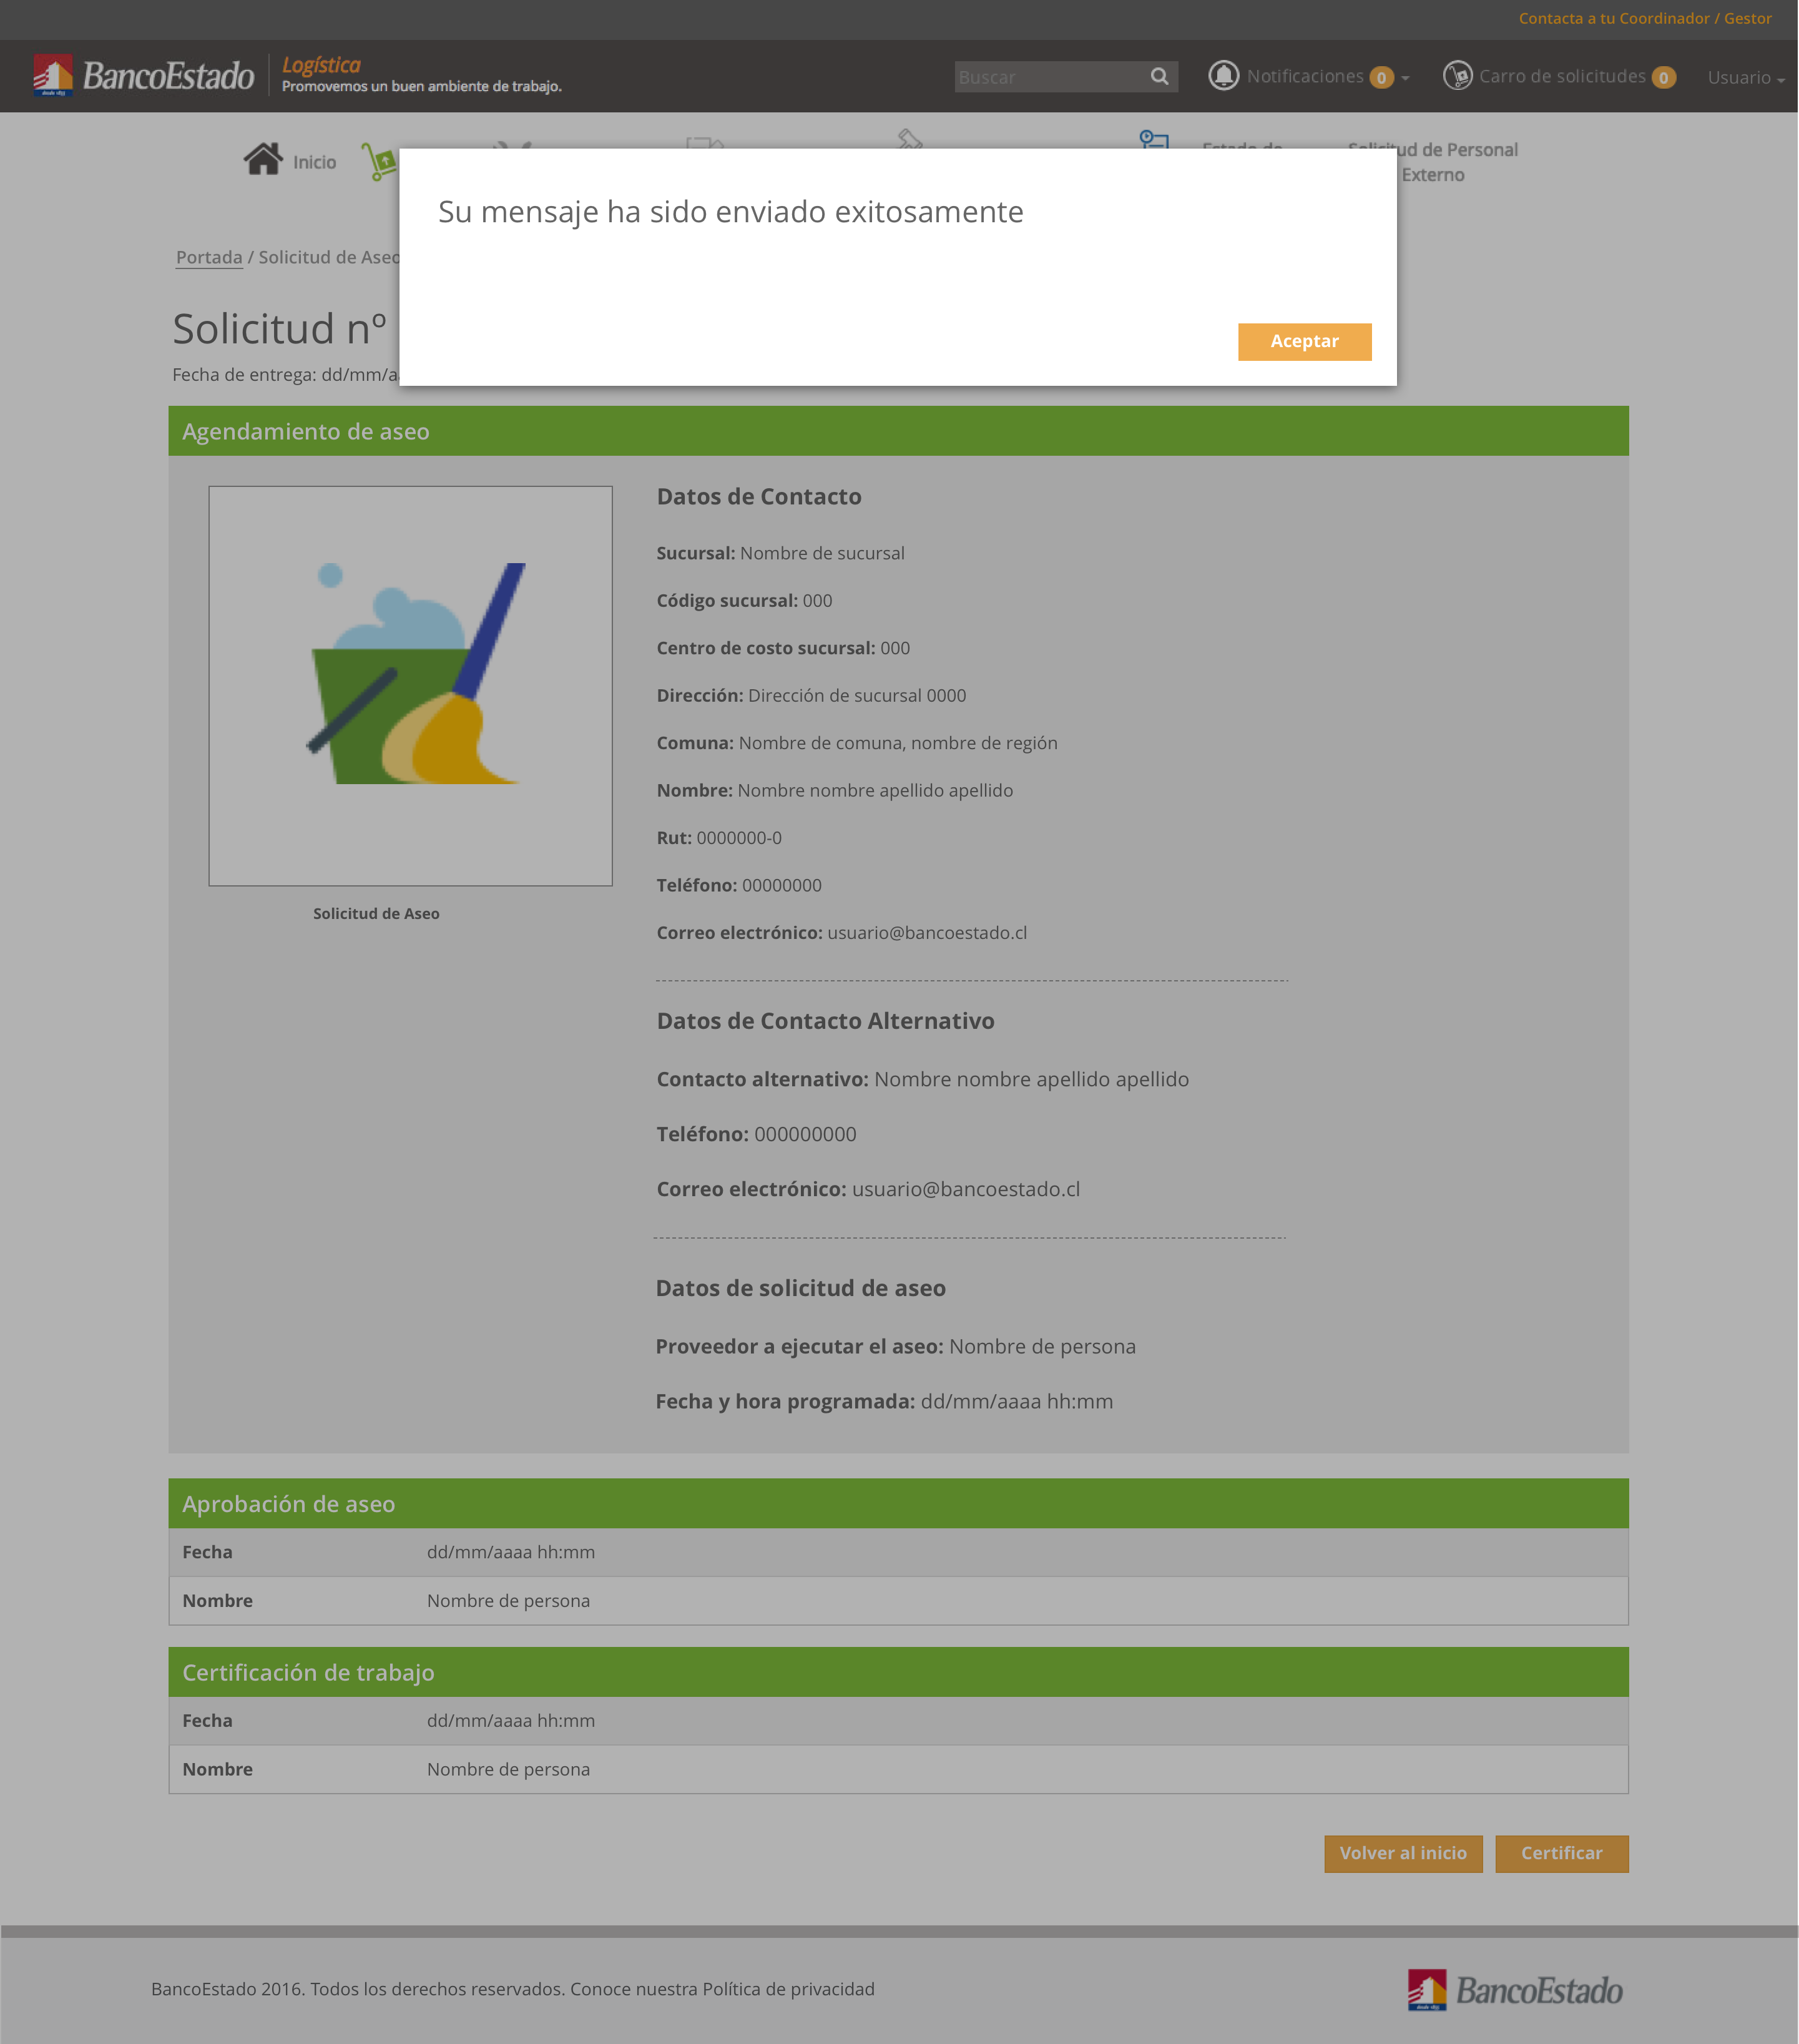 Contacta a tu Coordinador / Gestor
BancoEstado
Logística
Promovemos un buen ambiente de trabajo.
Buscar
Notificaciones 0
Carro de solicitudes 0
Usuario
Inicio
Estado de
Solicitud de Personal
Externo
Su mensaje ha sido enviado exitosamente
Aceptar
Portada / Solicitud de Aseo
Solicitud nº
Fecha de entrega: dd/mm/a
Agendamiento de aseo
Solicitud de Aseo
Datos de Contacto
Sucursal: Nombre de sucursal
Código sucursal: 000
Centro de costo sucursal: 000
Dirección: Dirección de sucursal 0000
Comuna: Nombre de comuna, nombre de región
Nombre: Nombre nombre apellido apellido
Rut: 0000000-0
Teléfono: 00000000
Correo electrónico: usuario@bancoestado.cl
Datos de Contacto Alternativo
Contacto alternativo: Nombre nombre apellido apellido
Teléfono: 000000000
Correo electrónico: usuario@bancoestado.cl
Datos de solicitud de aseo
Proveedor a ejecutar el aseo: Nombre de persona
Fecha y hora programada: dd/mm/aaaa hh:mm
Aprobación de aseo
Fecha dd/mm/aaaa hh:mm
Nombre Nombre de persona
Certificación de trabajo
Fecha dd/mm/aaaa hh:mm
Nombre Nombre de persona
Volver al inicio
Certificar
BancoEstado 2016. Todos los derechos reservados. Conoce nuestra Política de privacidad
BancoEstado